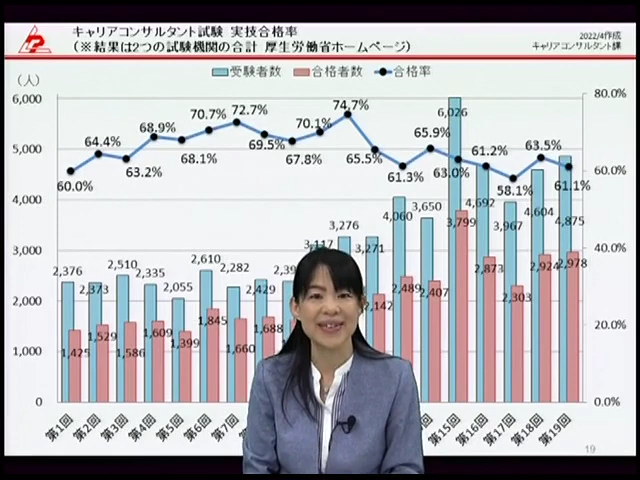 キャリアコンサルタント試験 実技合格率
(※結果は2つの試験機関の合計 厚生労働省ホームページ)
2022/4作成
キャリアコンサルタント課
(人)
受験者数 合格者数 合格率
6,000
5,000
4,000
3,000
2,000
1,000
0
80.0%
60.0%
40.0%
20.0%
0.0%
60.0% 64.4% 63.2% 68.9% 68.1% 70.7% 72.7% 69.5% 67.8% 70.1% 74.7% 65.5% 61.3% 65.9% 63.0% 61.2% 58.1% 63.5% 61.1%
2,376 2,373 2,510 2,335 2,055 2,610 2,282 2,429 3,117 3,276 3,271 4,060 3,650 6,026 4,692 3,967 4,604 4,875
1,425 1,529 1,586 1,609 1,399 1,845 1,660 1,688 2,142 2,489 2,407 3,799 2,873 2,303 2,924 2,978
第1回 第2回 第3回 第4回 第5回 第6回 第7回 第15回 第16回 第17回 第18回 第19回
19